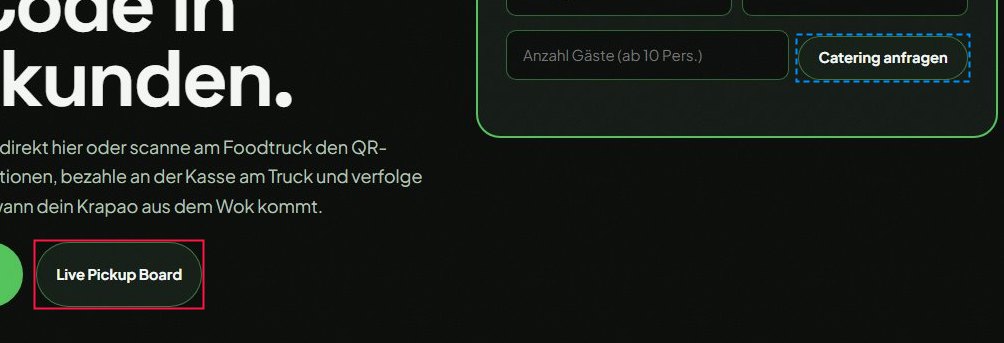 Code in
kunden.
direkt hier oder scanne am Foodtruck den QR-
tionen, bezahle an der Kasse am Truck und verfolge
wann dein Krapao aus dem Wok kommt.
Live Pickup Board
Anzahl Gäste (ab 10 Pers.)
Catering anfragen